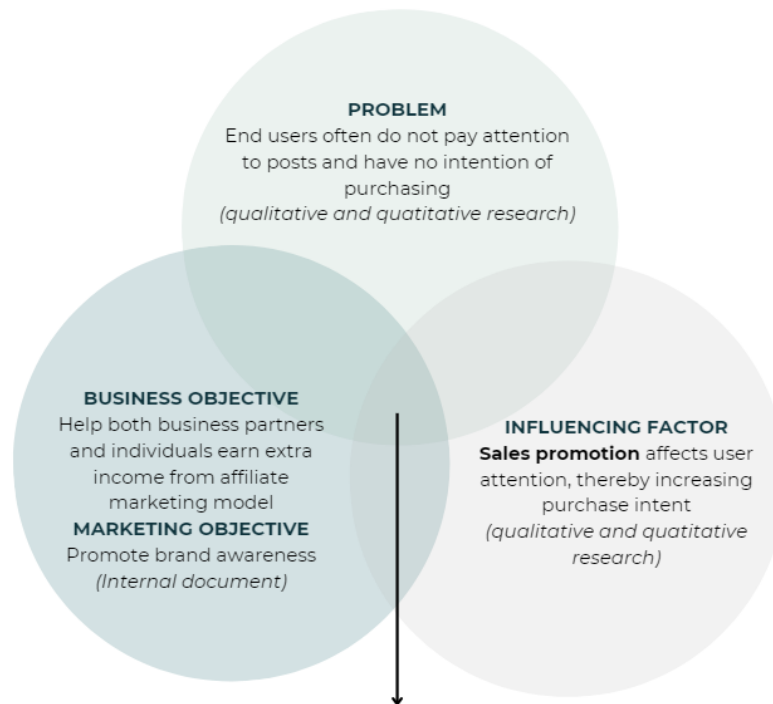 PROBLEM
End users often do not pay attention
to posts and have no intention of
purchasing
(qualitative and quatitative research)
BUSINESS OBJECTIVE
Help both business partners
and individuals earn extra
income from affiliate
marketing model
MARKETING OBJECTIVE
Promote brand awareness
(Internal document)
INFLUENCING FACTOR
Sales promotion affects user
attention, thereby increasing
purchase intent
(qualitative and quatitative
research)